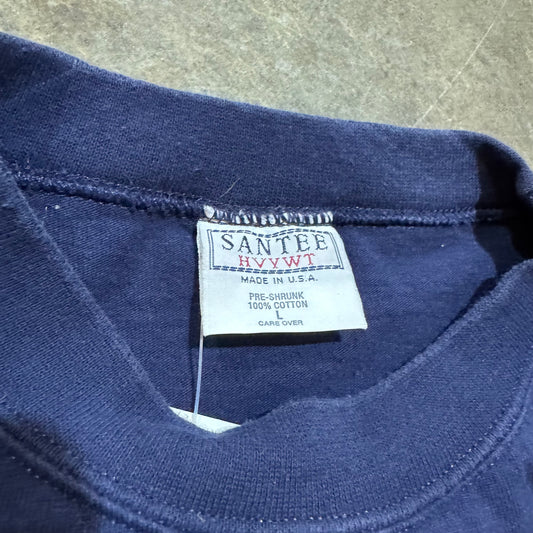 SANTEE
HVYWT
MADE IN U.S.A.
PRE-SHRUNK
100% COTTON
L
CARE OVER